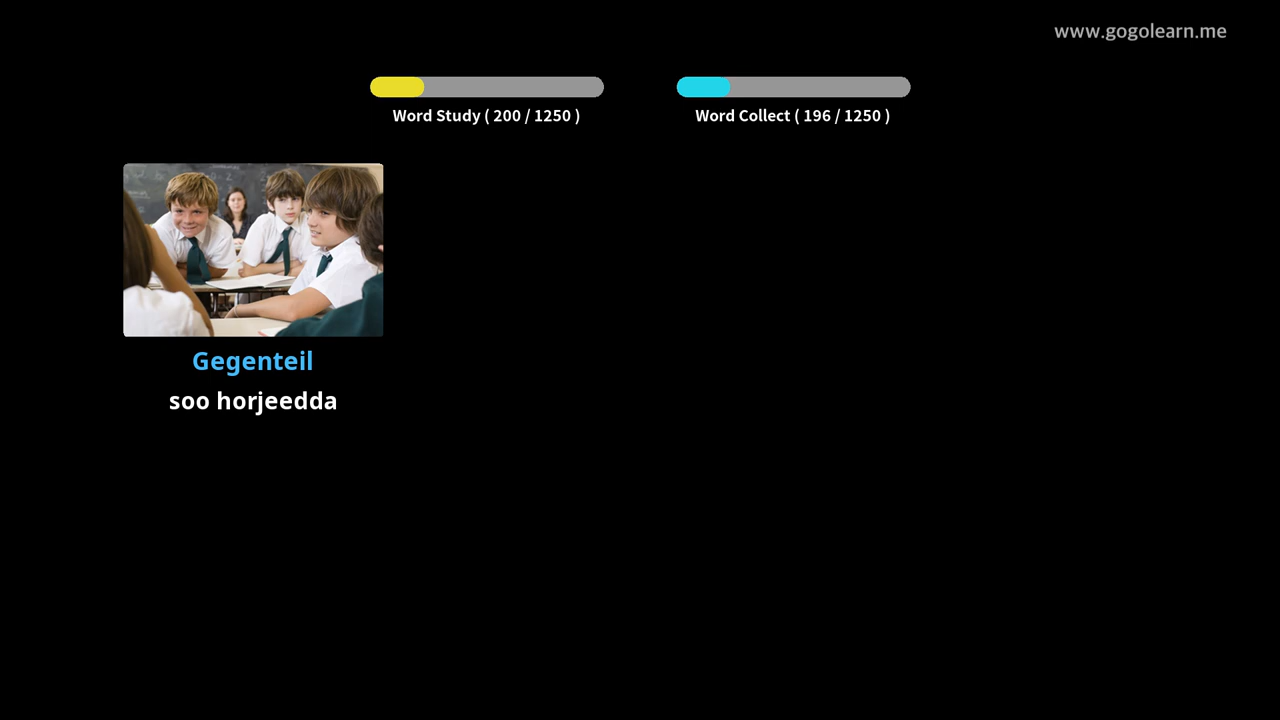 www.gogolearn.me
Word Study ( 200 / 1250 )
Word Collect ( 196 / 1250 )
Gegenteil
soo horjeedda